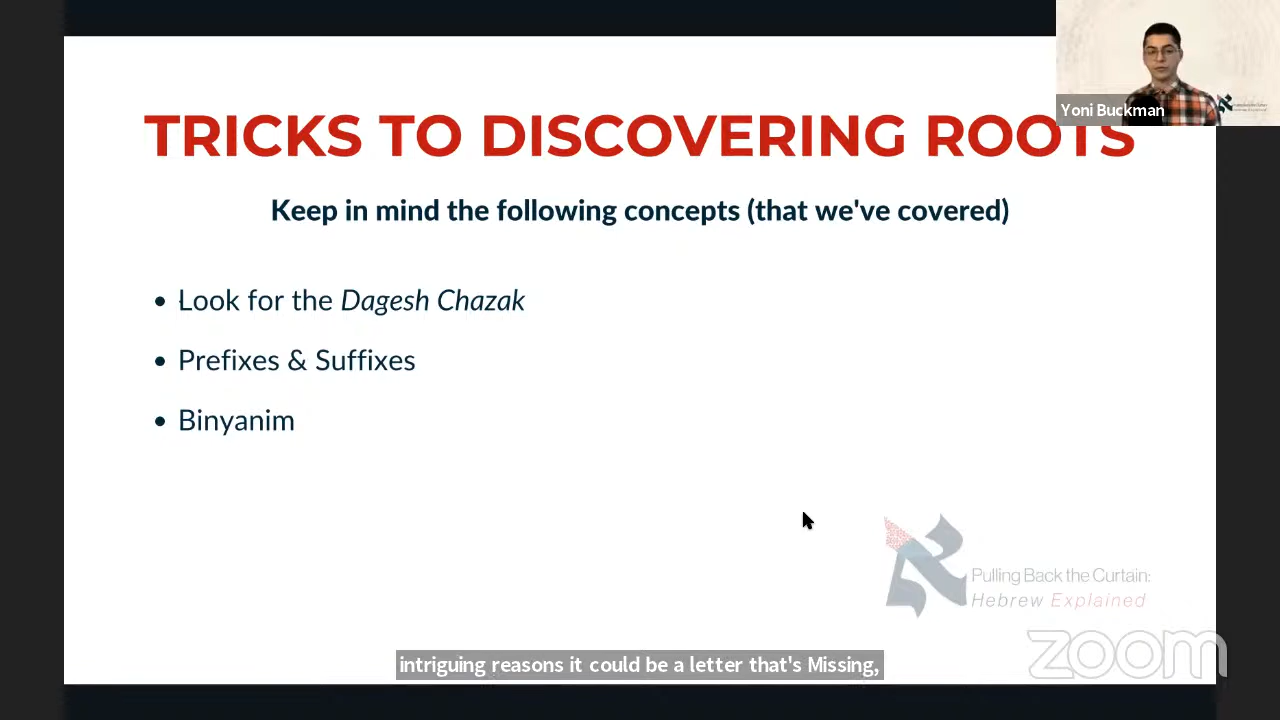 Yoni Buckman
TRICKS TO DISCOVERING ROOTS
Keep in mind the following concepts (that we've covered)
• Look for the Dagesh Chazak
• Prefixes & Suffixes
• Binyanim
Pulling Back the Curtain:
Hebrew Explained
zoom
intriguing reasons it could be a letter that's Missing,